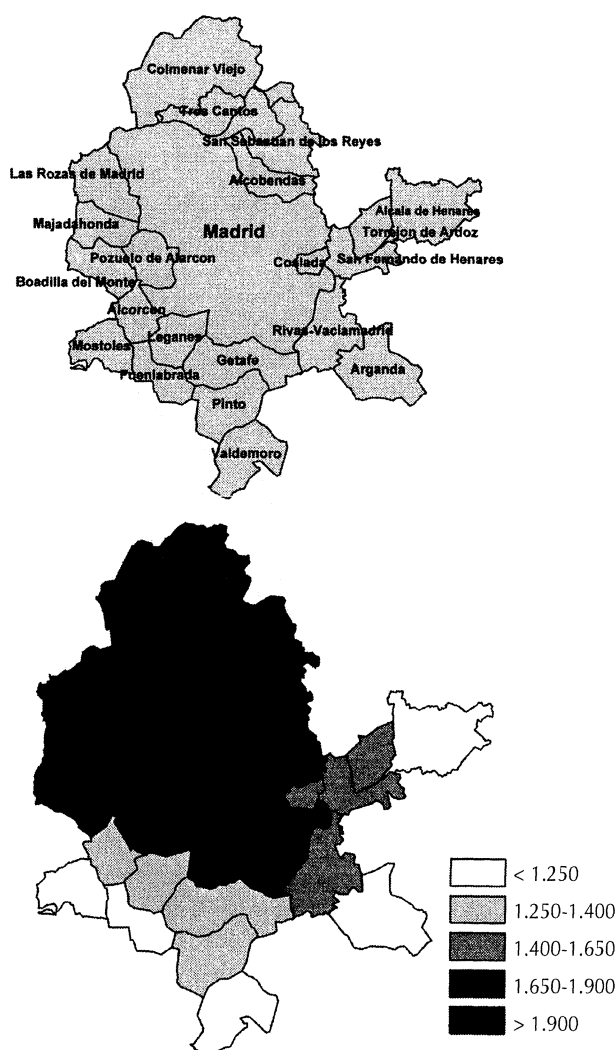 Colmenar Viejo
Tres Cantos
San Sebastian de los Reyes
Las Rozas de Madrid
Alcobendas
Alcala de Henares
Majadahonda
Madrid
Torrejon de Ardoz
Pozuelo de Alarcon
Coslada
San Fernando de Henares
Boadilla del Monte
Alcorcon
Rivas-Vaciamadrid
Mostoles
Leganes
Getafe
Arganda
Fuenlabrada
Pinto
Valdemoro
< 1.250
1.250-1.400
1.400-1.650
1.650-1.900
> 1.900